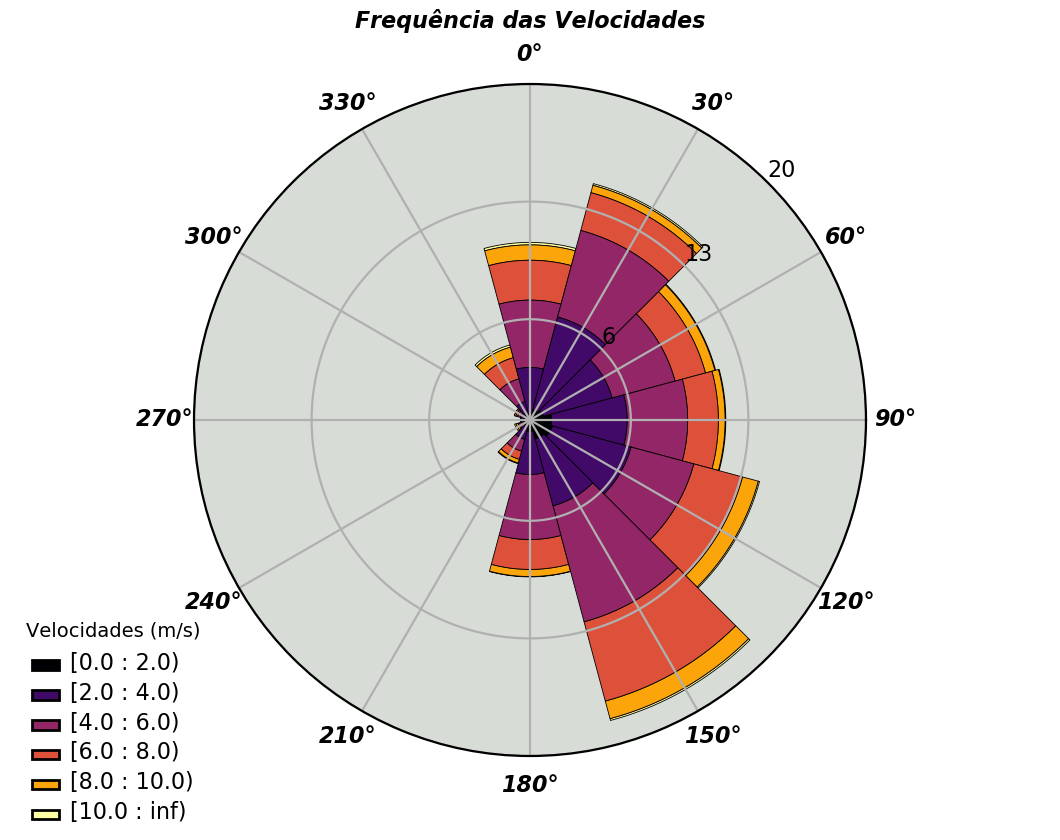 Frequência das Velocidades
0°
330°
30°
20
300°
60°
13
6
270°
90°
240°
120°
210°
150°
180°
Velocidades (m/s)
[0.0 : 2.0)
[2.0 : 4.0)
[4.0 : 6.0)
[6.0 : 8.0)
[8.0 : 10.0)
[10.0 : inf)